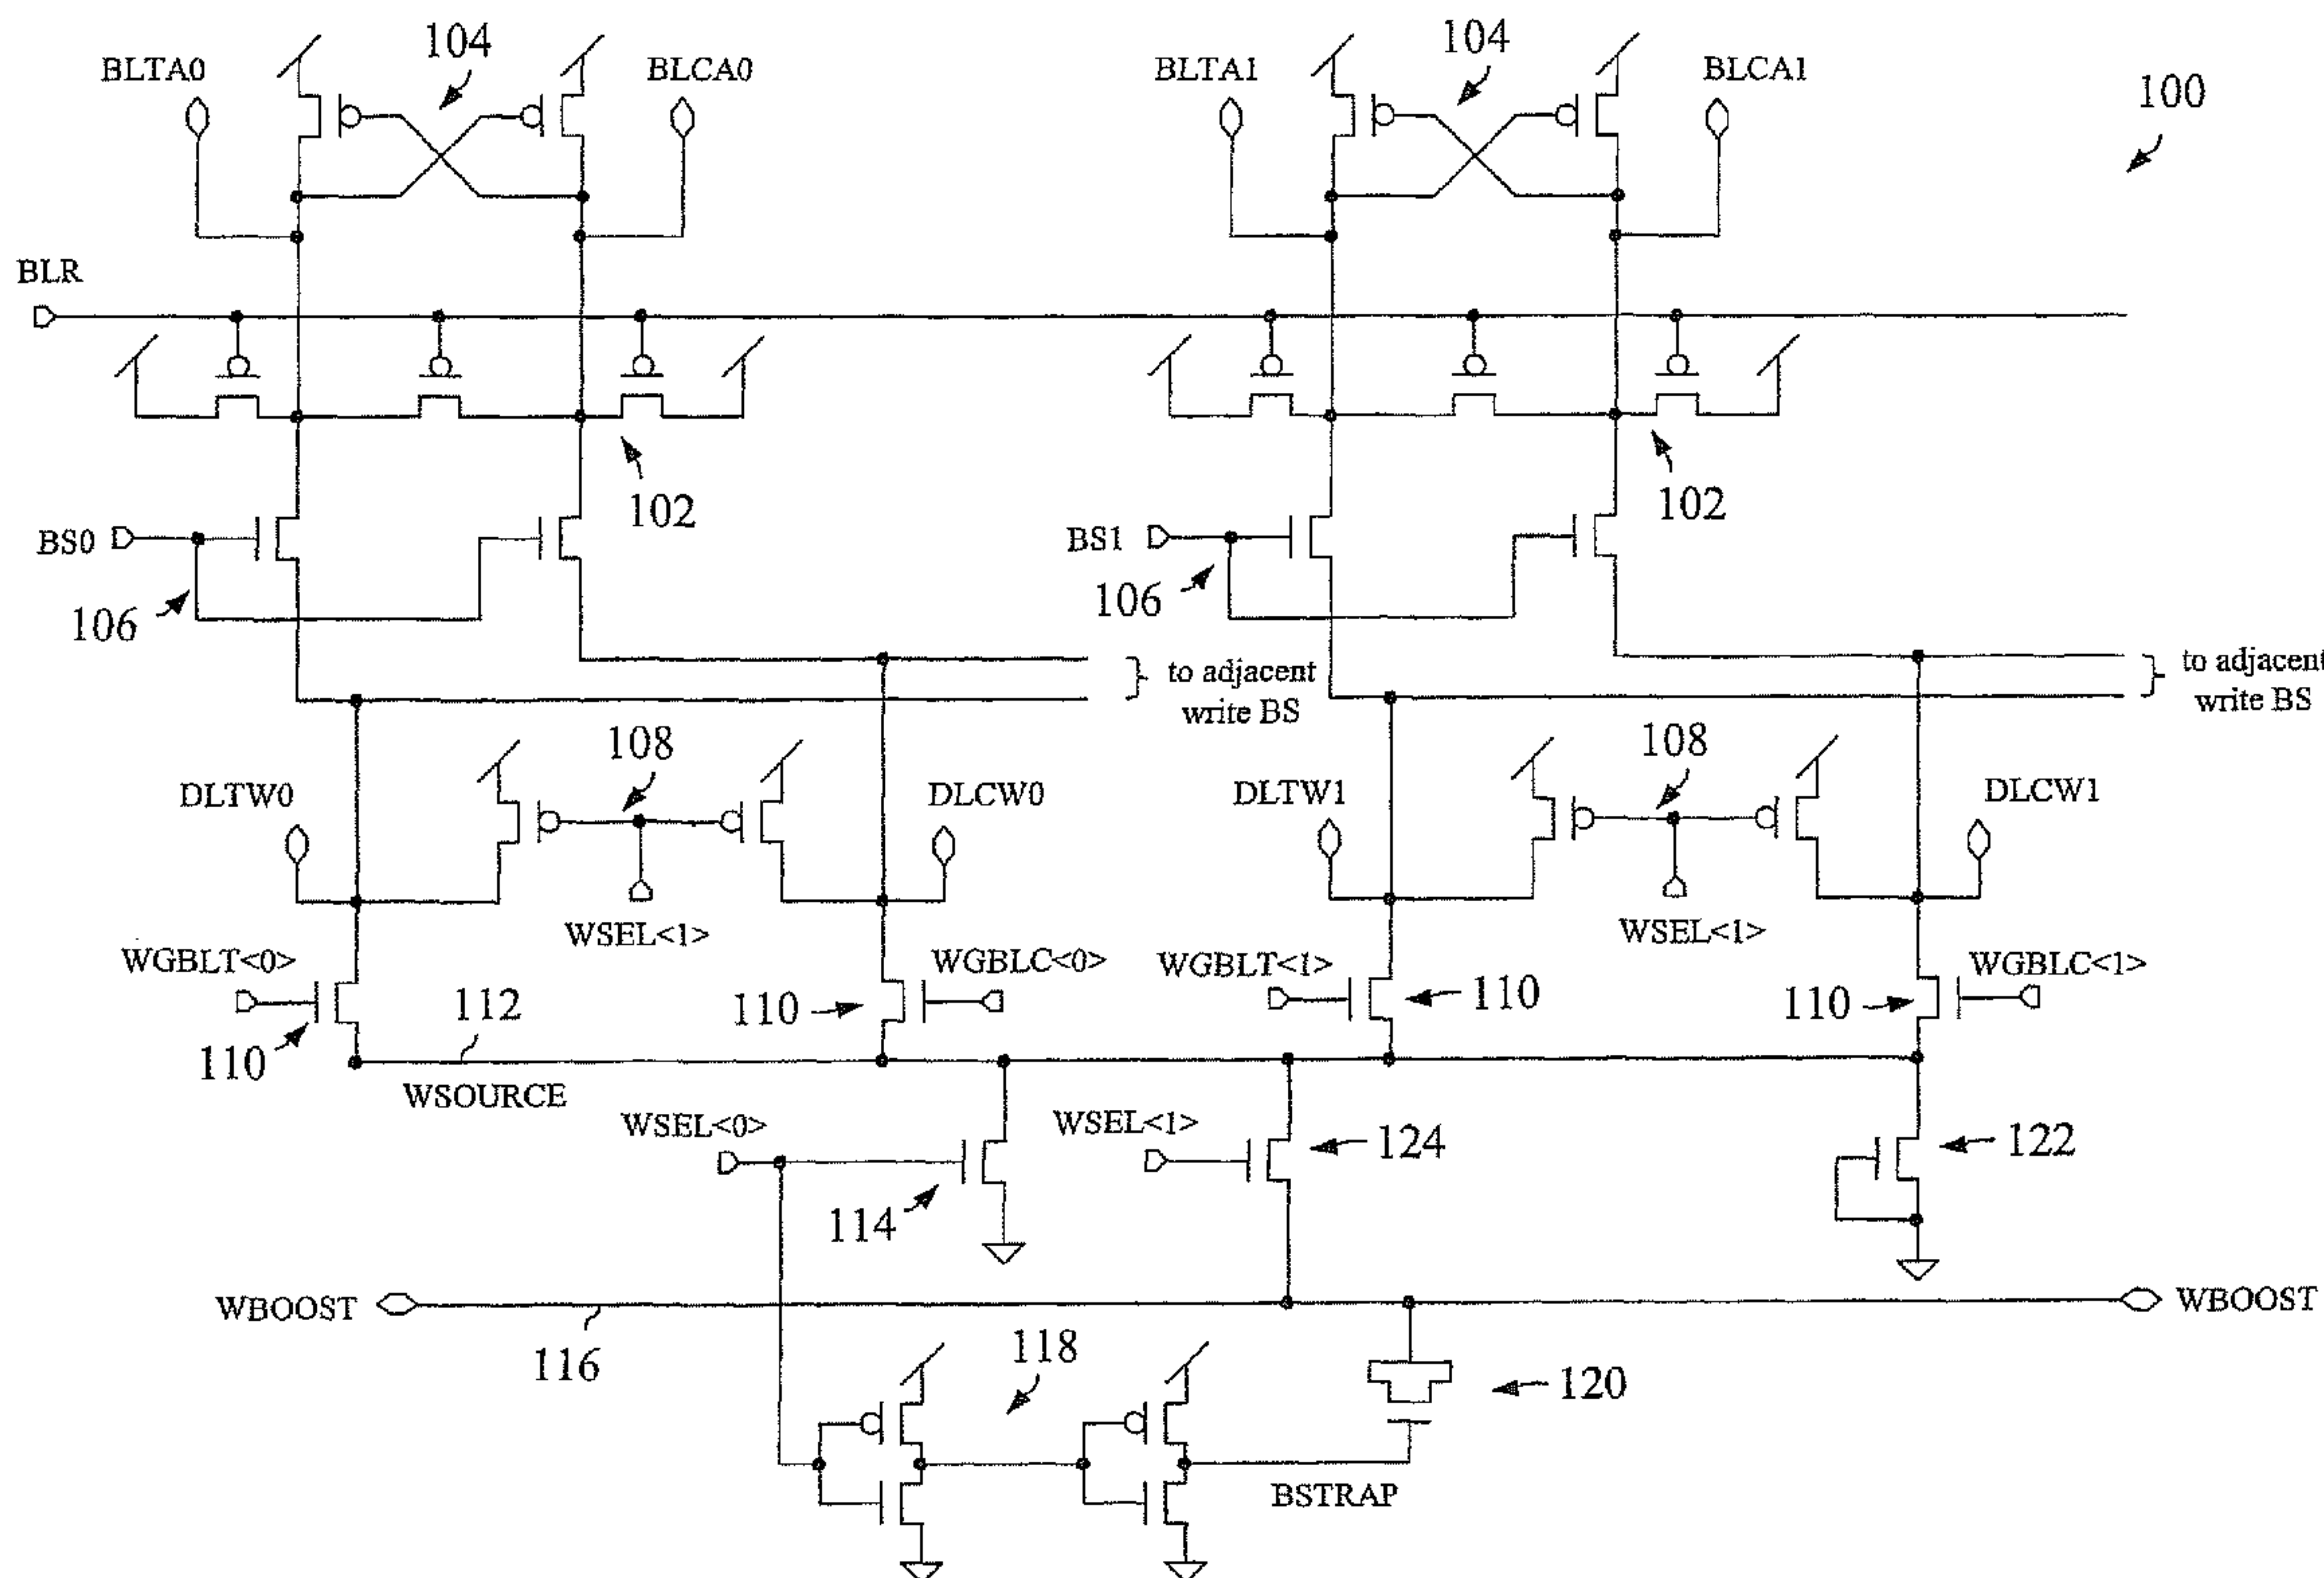 104
104
BLTA0
BLCA0
BLTA1
BLCA1
100
BLR
102
102
BS0
BS1
106
106
to adjacent
write BS
to adjacent
write BS
108
108
DLTW0
DLCW0
DLTW1
DLCW1
WSEL<1>
WSEL<1>
WGBLT<0>
WGBLC<0>
WGBLT<1>
WGBLC<1>
110
110
110
110
112
WSOURCE
WSEL<0>
WSEL<1>
124
122
114
WBOOST
WBOOST
116
118
120
BSTRAP